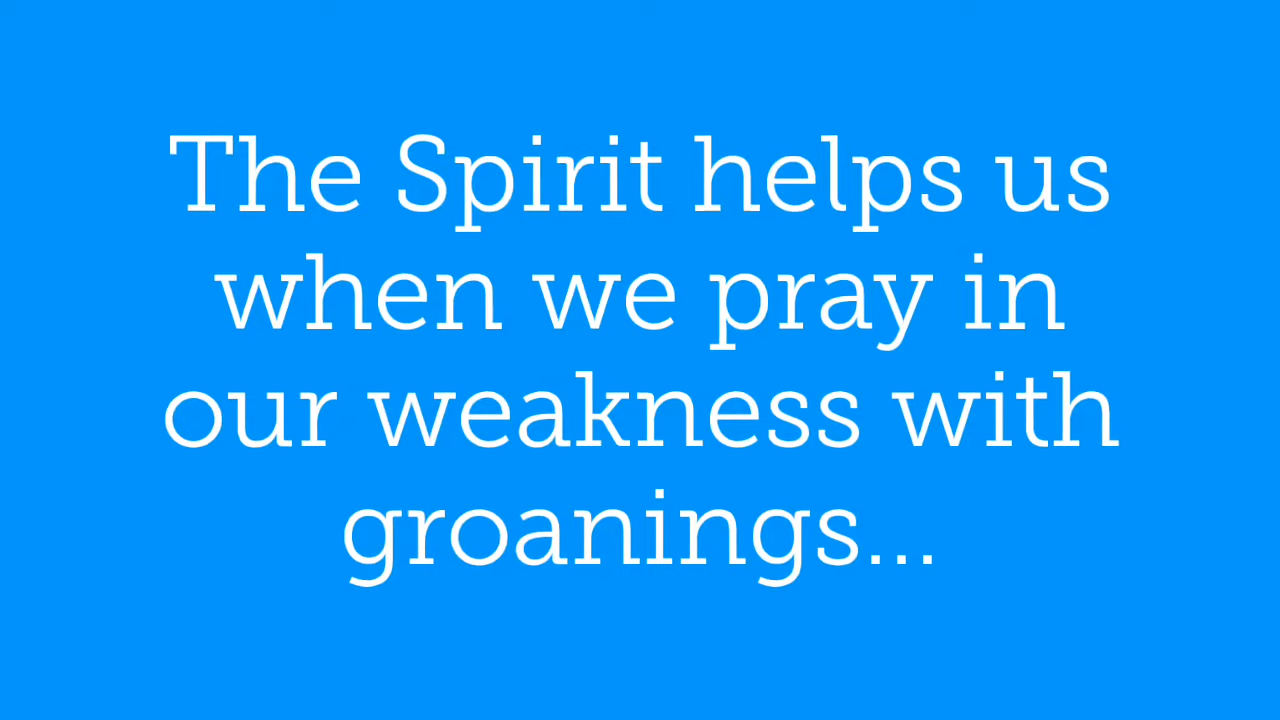 The Spirit helps us
when we pray in
our weakness with
groanings...